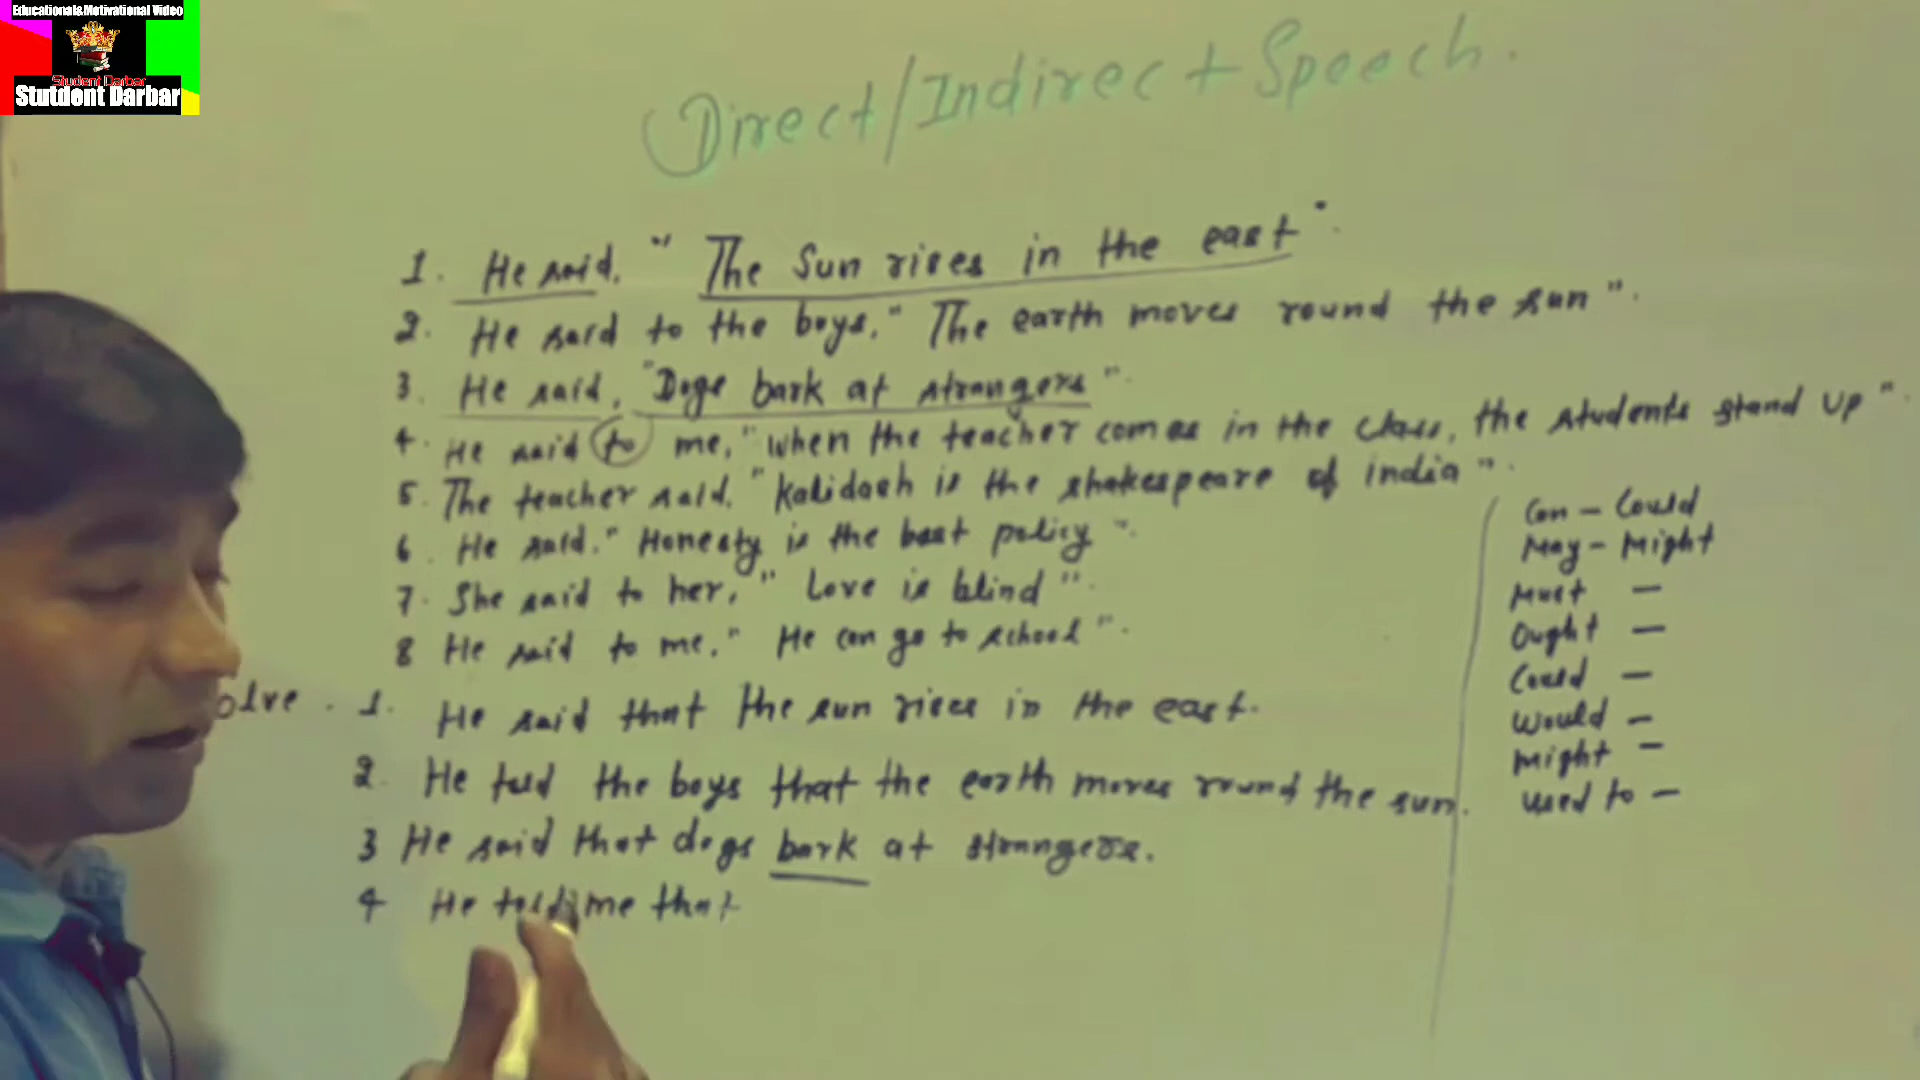 Educational&Motivational Video
Student Darbar
Stutdent Darbar
Direct/Indirect Speech.
1. He said, " The Sun rises in the east ".
2. He said to the boys, " The earth moves round the sun ".
3. He said, "Dogs bark at strangers ".
4. He said to me, "when the teacher comes in the class, the students stand up ".
5. The teacher said, "Kalidash is the shakespeare of india ".
6. He said, " Honesty is the best policy ".
7. She said to her, " Love is blind ".
8 He said to me, " He can go to school ".
Can - Could
May - Might
Must -
Ought -
Could -
would -
might -
used to -
olve . 1. He said that the sun rises in the east.
2. He told the boys that the earth moves round the sun.
3 He said that dogs bark at strangers.
4 He told me that